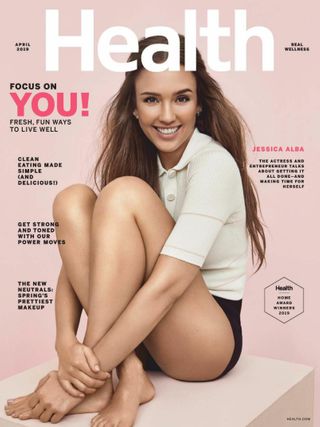 APRIL
2019
Health
REAL
WELLNESS
FOCUS ON
YOU!
FRESH, FUN WAYS
TO LIVE WELL
JESSICA ALBA
THE ACTRESS AND
ENTREPRENEUR TALKS
ABOUT GETTING IT
ALL DONE—AND
MAKING TIME FOR
HERSELF
CLEAN
EATING MADE
SIMPLE
(AND
DELICIOUS!)
GET STRONG
AND TONED
WITH OUR
POWER MOVES
THE NEW
NEUTRALS:
SPRING'S
PRETTIEST
MAKEUP
Health
HOME
AWARD
WINNERS
2019
HEALTH.COM